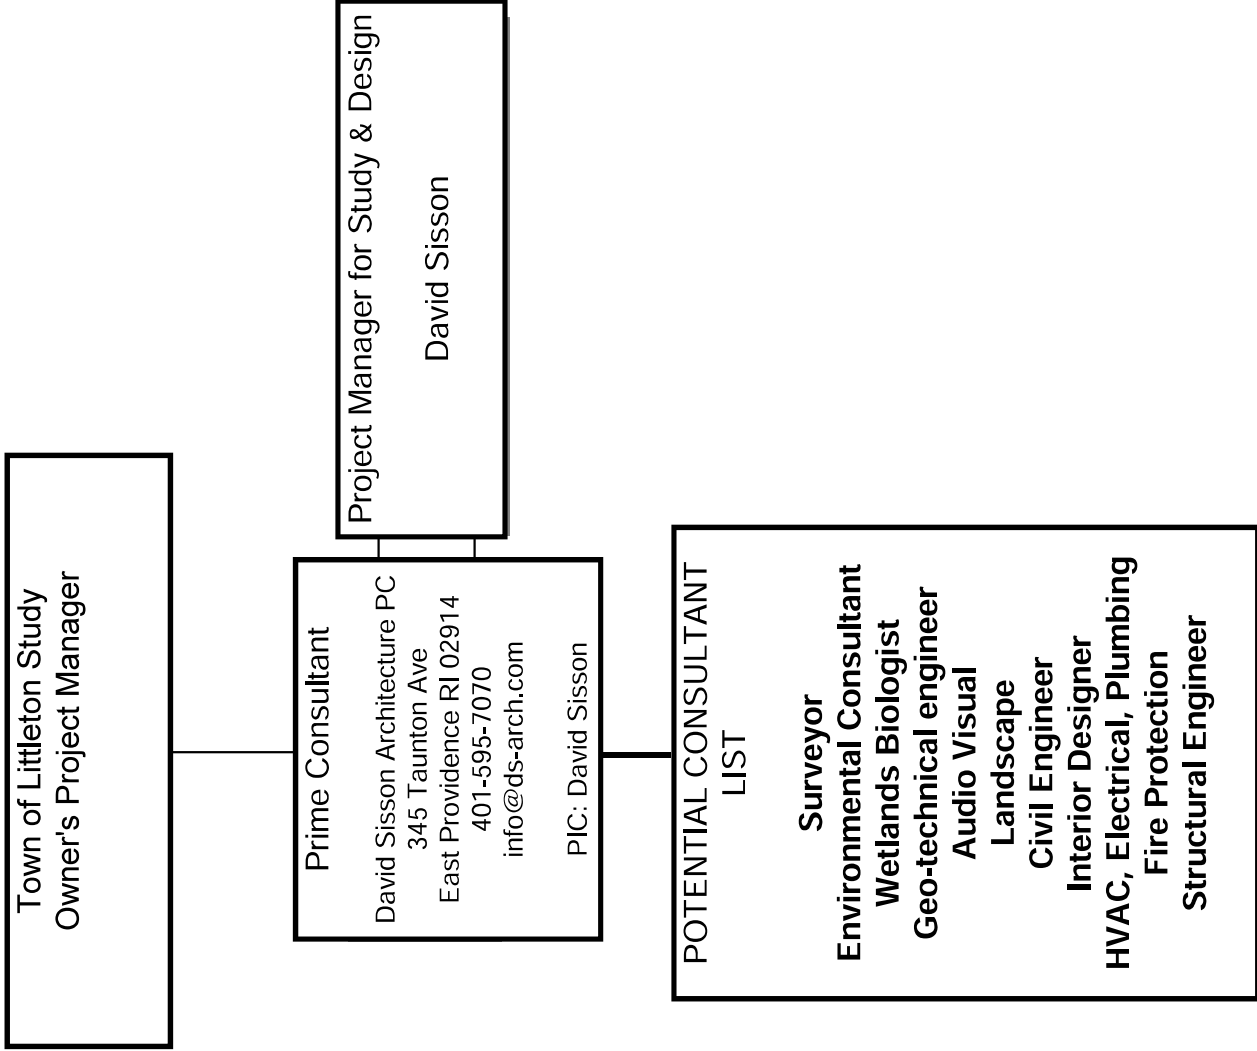 Town of Littleton Study
Owner's Project Manager
Prime Consultant
David Sisson Architecture PC
345 Taunton Ave
East Providence RI 02914
401-595-7070
info@ds-arch.com
PIC: David Sisson
Project Manager for Study & Design
David Sisson
POTENTIAL CONSULTANT
LIST
Surveyor
Environmental Consultant
Wetlands Biologist
Geo-technical engineer
Audio Visual
Landscape
Civil Engineer
Interior Designer
HVAC, Electrical, Plumbing
Fire Protection
Structural Engineer